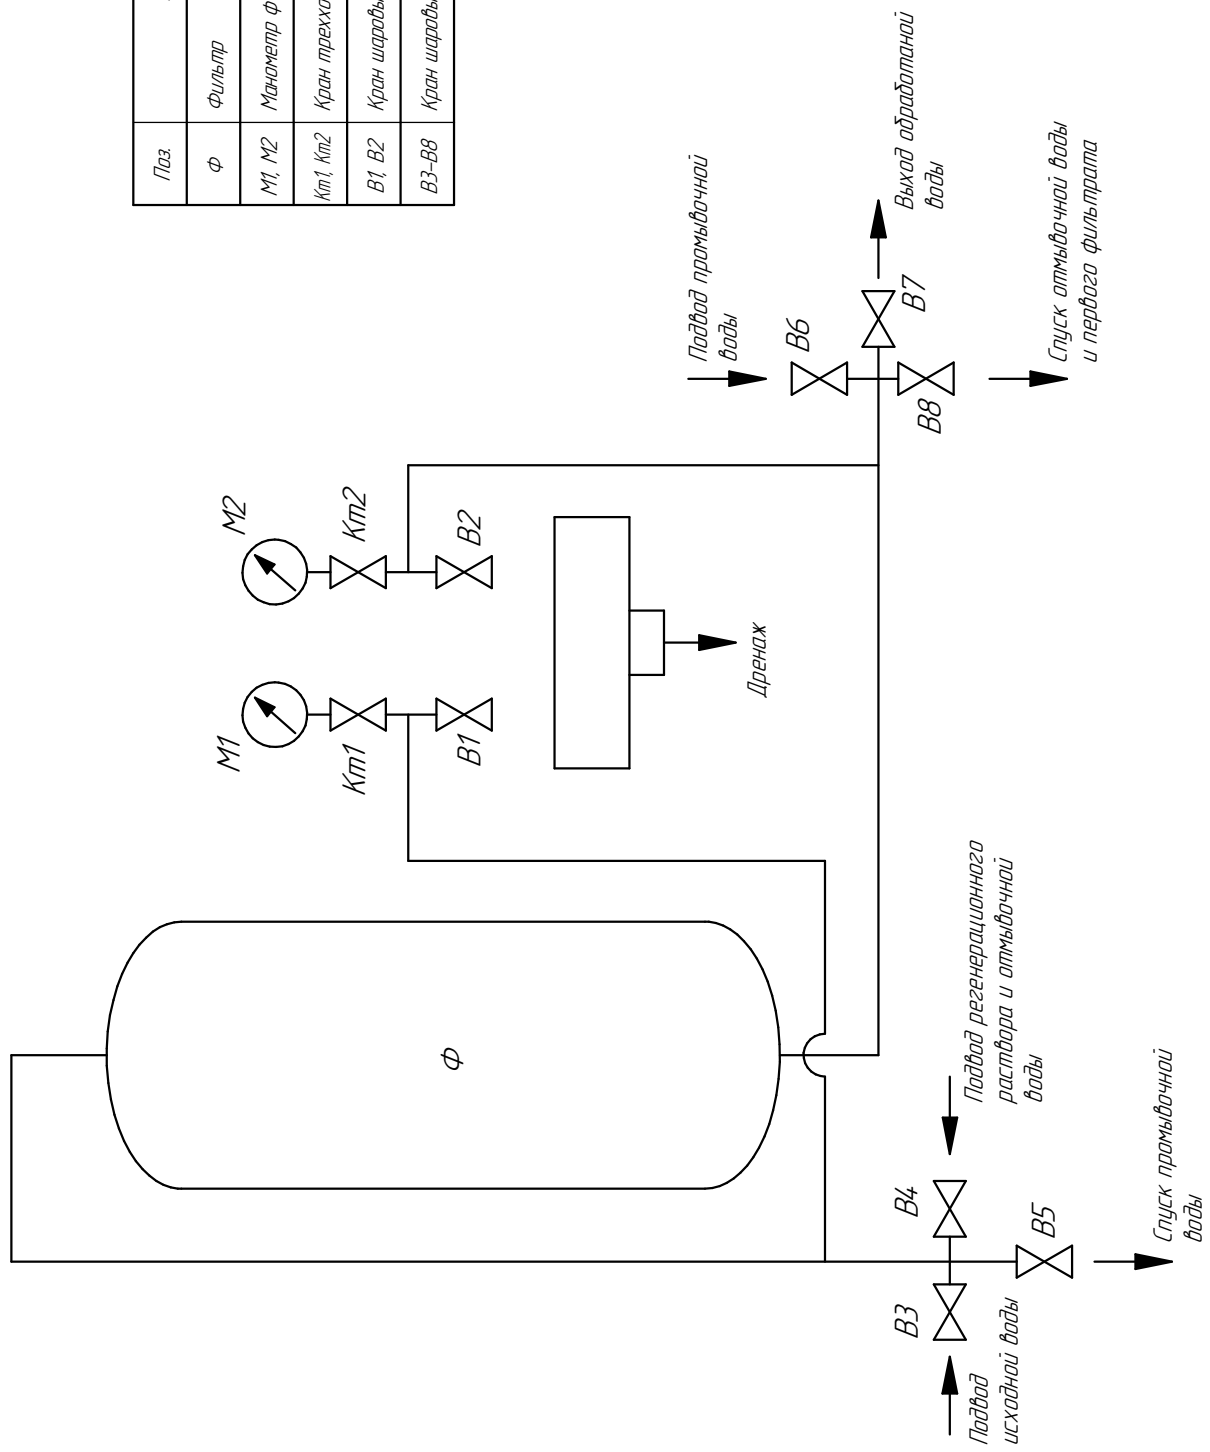 Поз.
Ф Фильтр
М1, М2 Манометр ф
Кт1, Кт2 Кран треххо
В1, В2 Кран шаровы
В3-В8 Кран шаровы
М1
М2
Кт1
Кт2
В1
В2
Ф
Дренаж
Подвод промывочной
воды
В6
В7
В8
Выход обработаной
воды
Спуск отмывочной воды
и первого фильтрата
В3
В4
В5
Подвод
исходной воды
Подвод регенерационного
раствора и отмывочной
воды
Спуск промывочной
воды